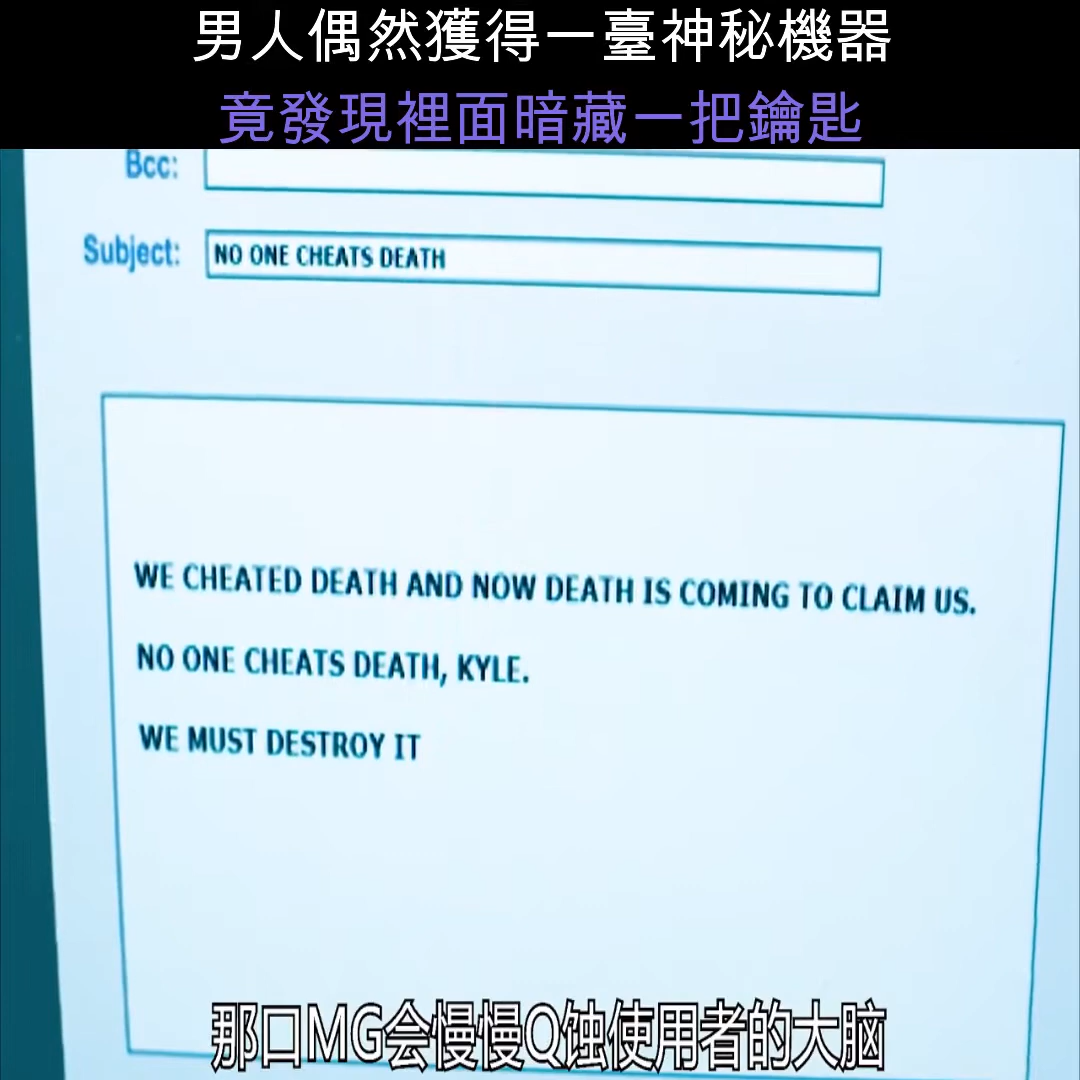 男人偶然獲得一臺神秘機器
竟發現裡面暗藏一把鑰匙
Bcc:
Subject:
NO ONE CHEATS DEATH
WE CHEATED DEATH AND NOW DEATH IS COMING TO CLAIM US.
NO ONE CHEATS DEATH, KYLE.
WE MUST DESTROY IT
那口MG会慢慢Q蚀使用者的大脑